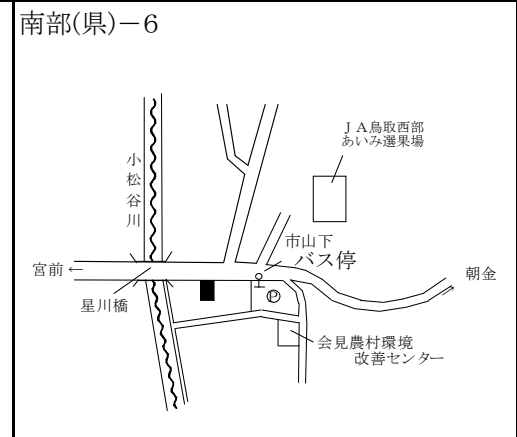 南部(県)－6
ＪＡ鳥取西部
あいみ選果場
小松谷川
市山下
バス停
宮前←
朝金
星川橋
P
会見農村環境
改善センター